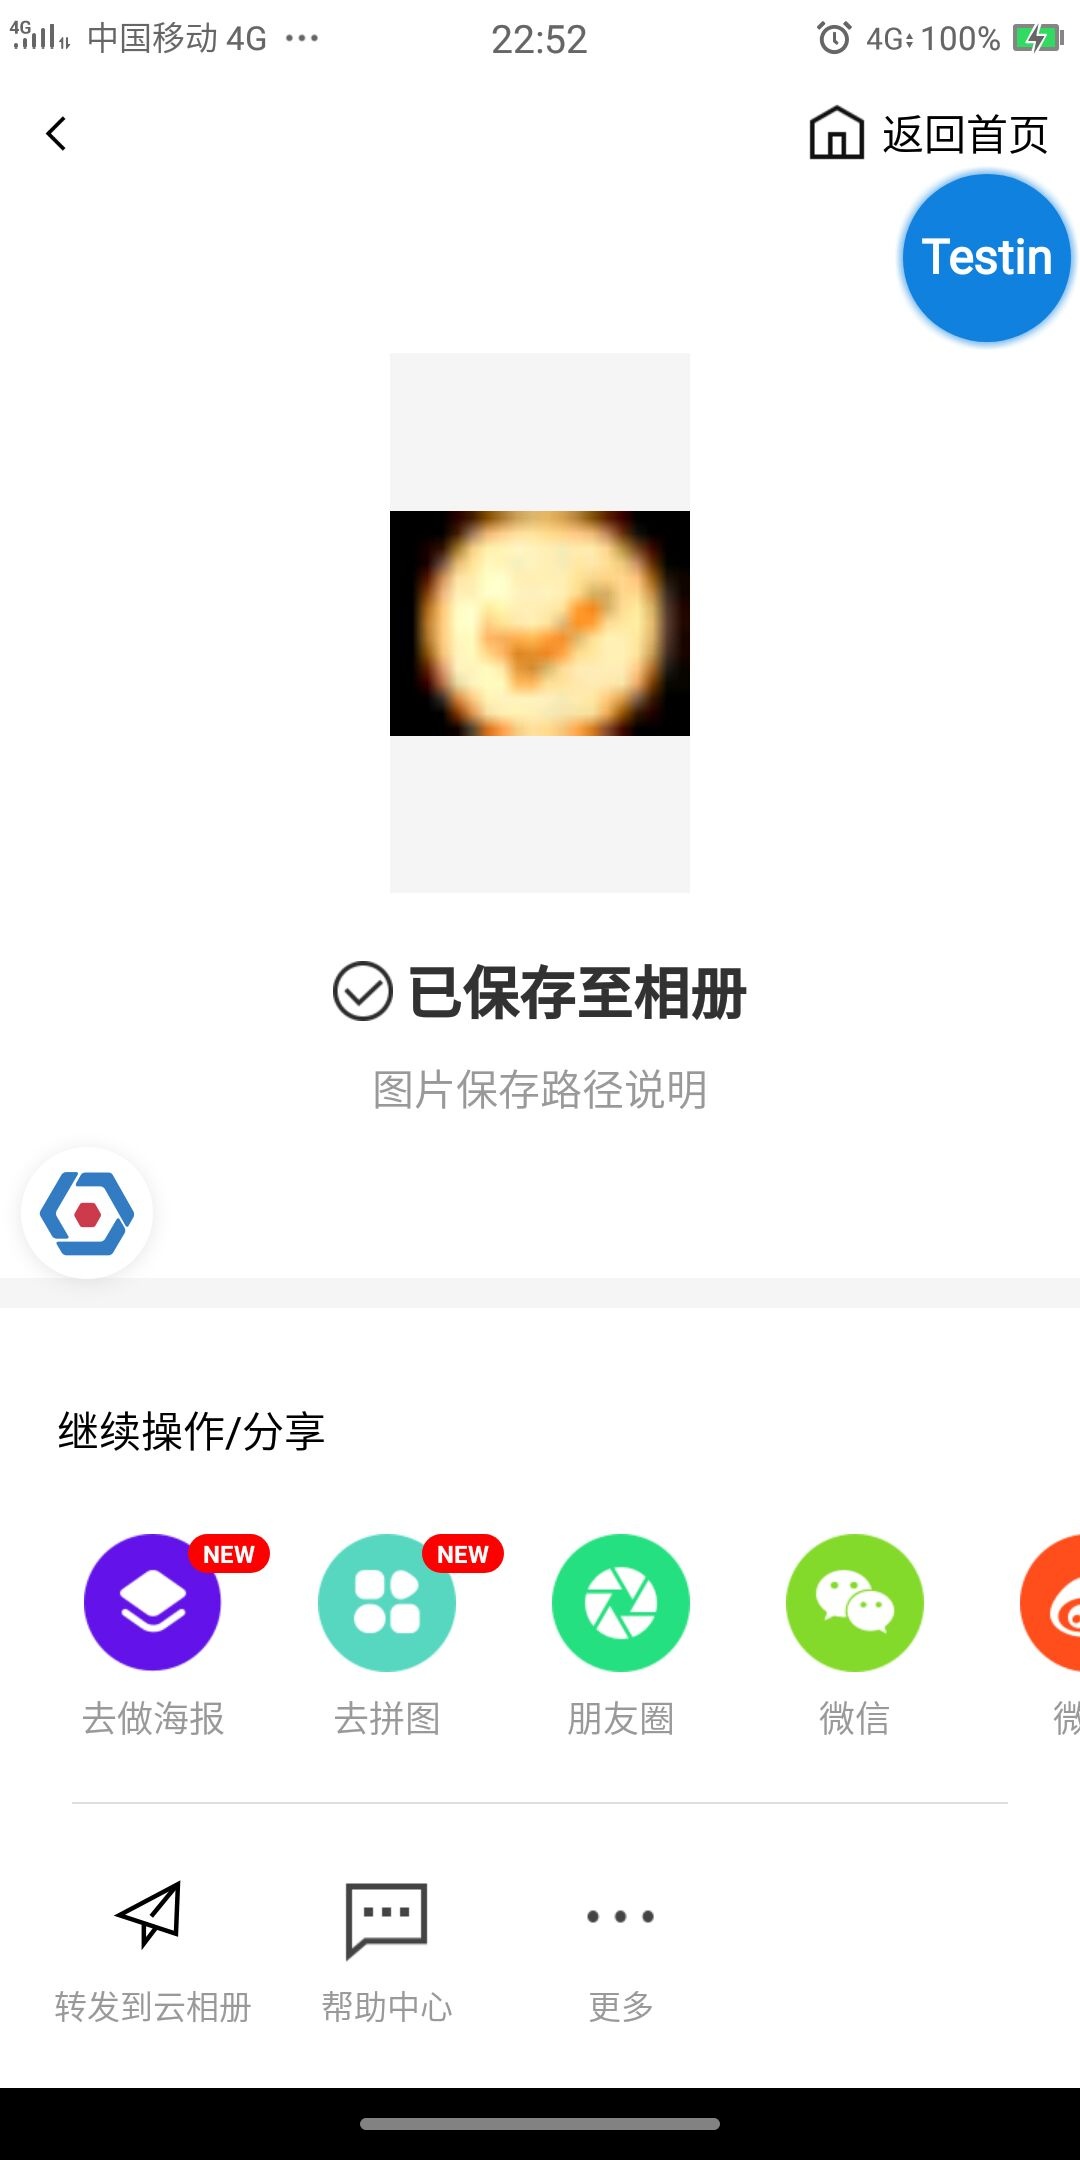 4G 中国移动 4G ··· 22:52 4G 100%
返回首页
Testin
已保存至相册
图片保存路径说明
继续操作/分享
NEW NEW
去做海报 去拼图 朋友圈 微信 微
转发到云相册 帮助中心 更多